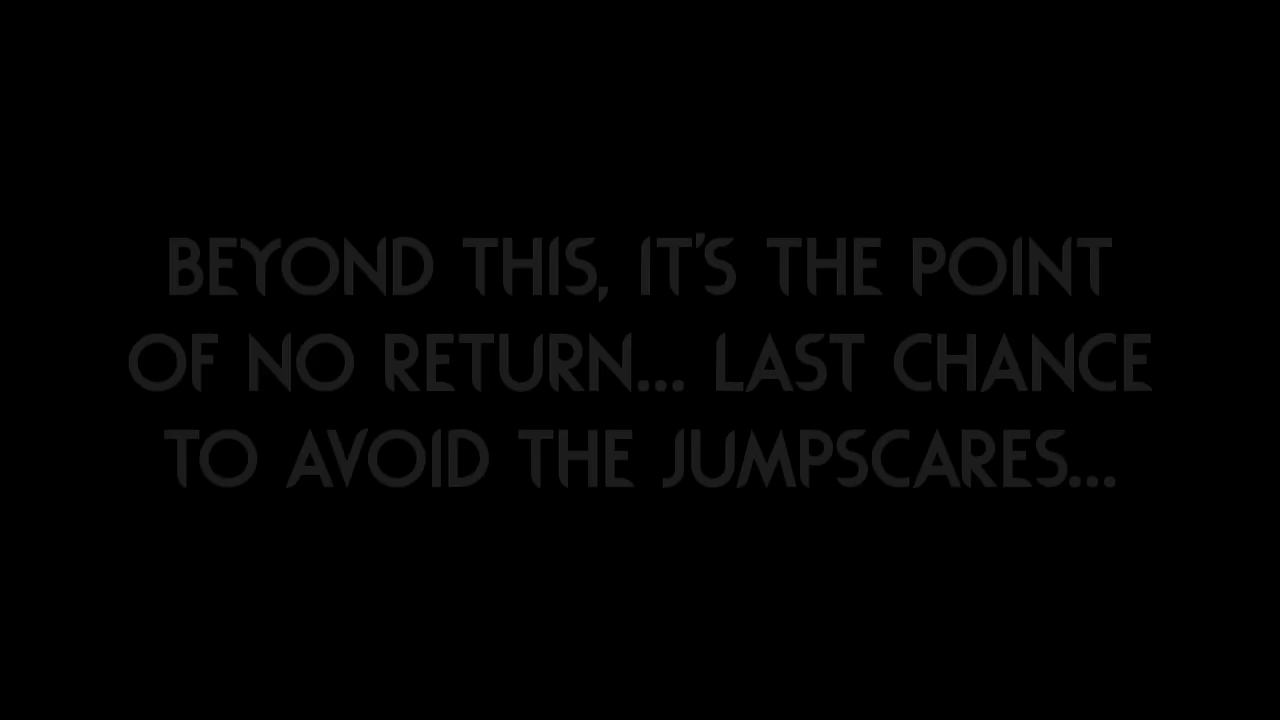 BEYOND THIS, IT'S THE POINT
OF NO RETURN... LAST CHANCE
TO AVOID THE JUMPSCARES...